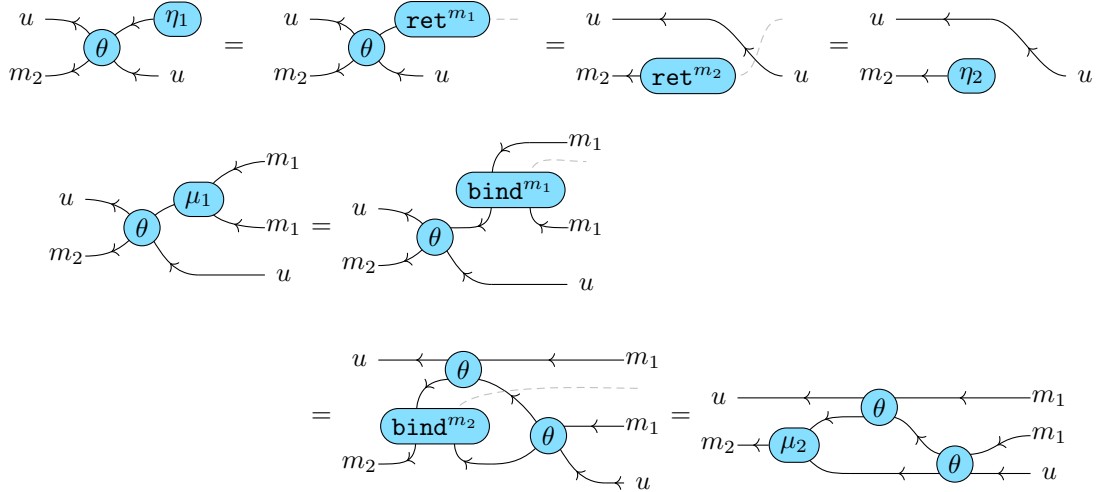 u η₁ u ret^{m₁} u u
θ = θ = = 
m₂ u m₂ u m₂ ret^{m₂} u m₂ η₂ u
m₁ m₁
u μ₁ bind^{m₁}
θ m₁ = u θ m₁
m₂ u m₂ u
u θ m₁
= bind^{m₂} θ m₁ = u θ m₁
m₂ u m₂ μ₂ θ m₁
u